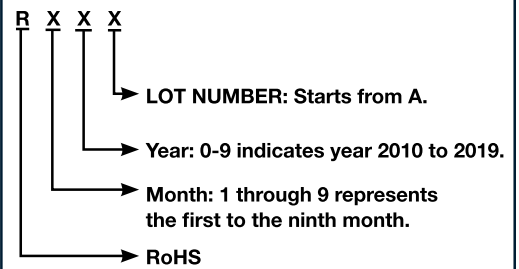 R X X X
LOT NUMBER: Starts from A.
Year: 0-9 indicates year 2010 to 2019.
Month: 1 through 9 represents
the first to the ninth month.
RoHS